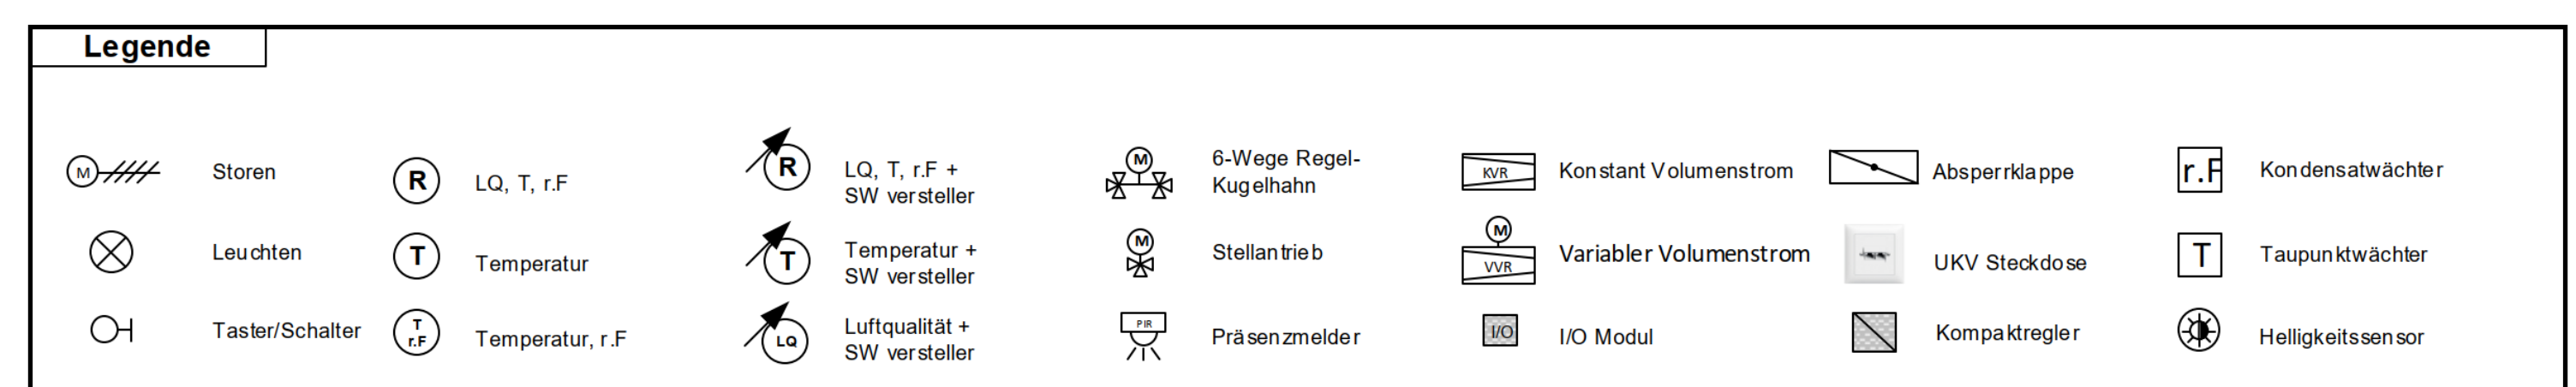 Legende
M
Storen
R
LQ, T, r.F
R
LQ, T, r.F +
SW versteller
M
6-Wege Regel-
Kugelhahn
KVR
Konstant Volumenstrom
Absperrklappe
r.F
Kondensatwächter
Leuchten
T
Temperatur
T
Temperatur +
SW versteller
M
Stellantrieb
M
VVR
Variabler Volumenstrom
UKV Steckdose
T
Taupunktwächter
Taster/Schalter
T
r.F
Temperatur, r.F
LQ
Luftqualität +
SW versteller
PIR
Präsenzmelder
I/O
I/O Modul
Kompaktregler
Helligkeitssensor